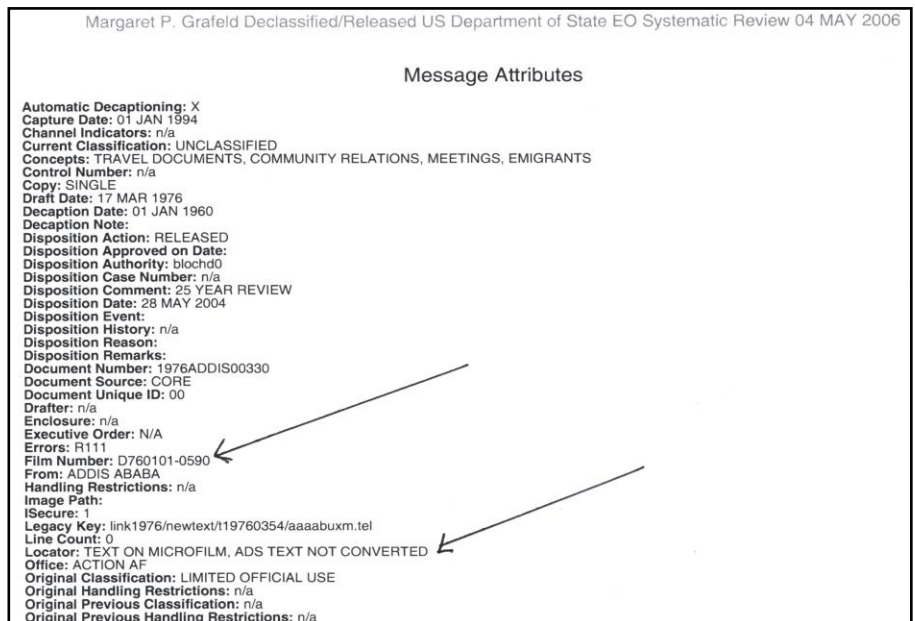 Margaret P. Grafeld Declassified/Released US Department of State EO Systematic Review 04 MAY 2006
Message Attributes
Automatic Decaptioning: X
Capture Date: 01 JAN 1994
Channel Indicators: n/a
Current Classification: UNCLASSIFIED
Concepts: TRAVEL DOCUMENTS, COMMUNITY RELATIONS, MEETINGS, EMIGRANTS
Control Number: n/a
Copy: SINGLE
Draft Date: 17 MAR 1976
Decaption Date: 01 JAN 1960
Decaption Note:
Disposition Action: RELEASED
Disposition Approved on Date:
Disposition Authority: blochd0
Disposition Case Number: n/a
Disposition Comment: 25 YEAR REVIEW
Disposition Date: 28 MAY 2004
Disposition Event:
Disposition History: n/a
Disposition Reason:
Disposition Remarks:
Document Number: 1976ADDIS00330
Document Source: CORE
Document Unique ID: 00
Drafter: n/a
Enclosure: n/a
Executive Order: N/A
Errors: R111
Film Number: D760101-0590
From: ADDIS ABABA
Handling Restrictions: n/a
Image Path:
ISecure: 1
Legacy Key: link1976/newtext/t19760354/aaaabuxm.tel
Line Count: 0
Locator: TEXT ON MICROFILM, ADS TEXT NOT CONVERTED
Office: ACTION AF
Original Classification: LIMITED OFFICIAL USE
Original Handling Restrictions: n/a
Original Previous Classification: n/a
Original Previous Handling Restrictions: n/a